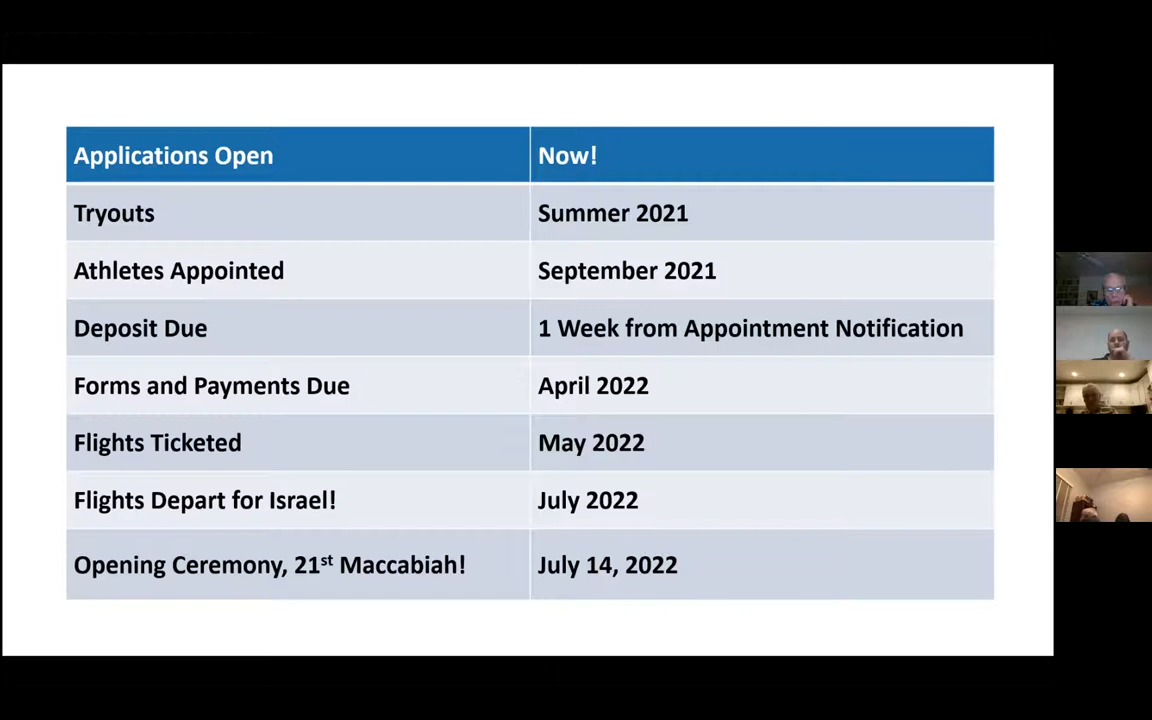 Applications Open Now!
Tryouts Summer 2021
Athletes Appointed September 2021
Deposit Due 1 Week from Appointment Notification
Forms and Payments Due April 2022
Flights Ticketed May 2022
Flights Depart for Israel! July 2022
Opening Ceremony, 21st Maccabiah! July 14, 2022